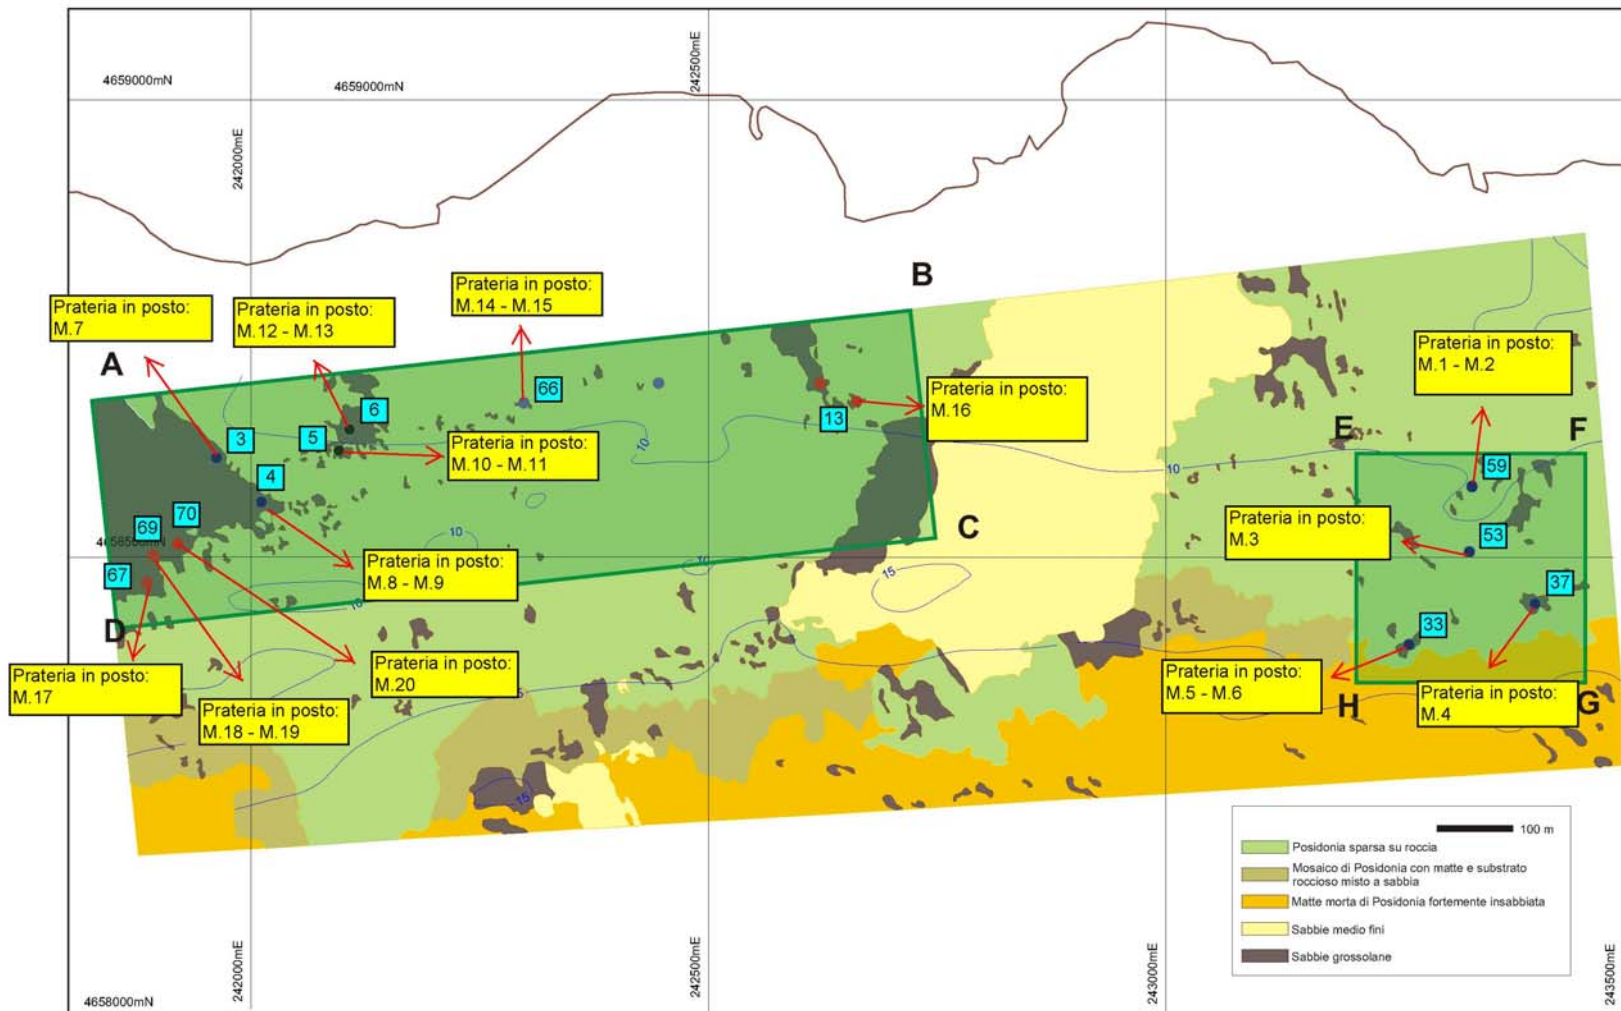 4659000mN
4659000mN
242000mE
242500mE
B
Prateria in posto:
M.7
Prateria in posto:
M.12 - M.13
Prateria in posto:
M.14 - M.15
Prateria in posto:
M.1 - M.2
A
66
6
13
Prateria in posto:
M.16
3
5
10
10
Prateria in posto:
M.10 - M.11
E
F
59
4
70
69
C
Prateria in posto:
M.3
53
10
10
67
Prateria in posto:
M.8 - M.9
15
37
10
D
33
Prateria in posto:
M.17
Prateria in posto:
M.20
Prateria in posto:
M.18 - M.19
Prateria in posto:
M.5 - M.6
H
Prateria in posto:
M.4
G
15
100 m
Posidonia sparsa su roccia
Mosaico di Posidonia con matte e substrato
roccioso misto a sabbia
Matte morta di Posidonia fortemente insabbiata
Sabbie medio fini
Sabbie grossolane
242000mE
242500mE
243000mE
243500mE
4658000mN